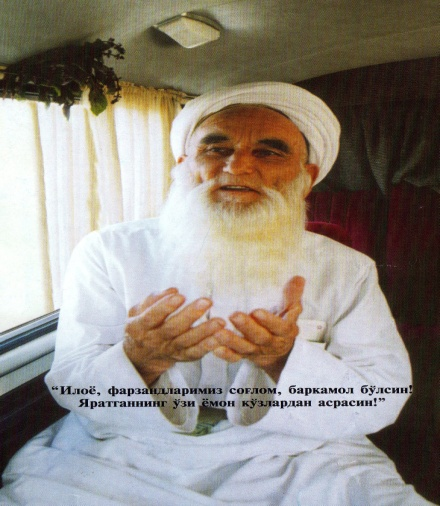 “Илоё, фарзандларимиз соғлом, баркамол бўлсин!
Яратганнинг ўзи ёмон кўзлардан асрасин!”